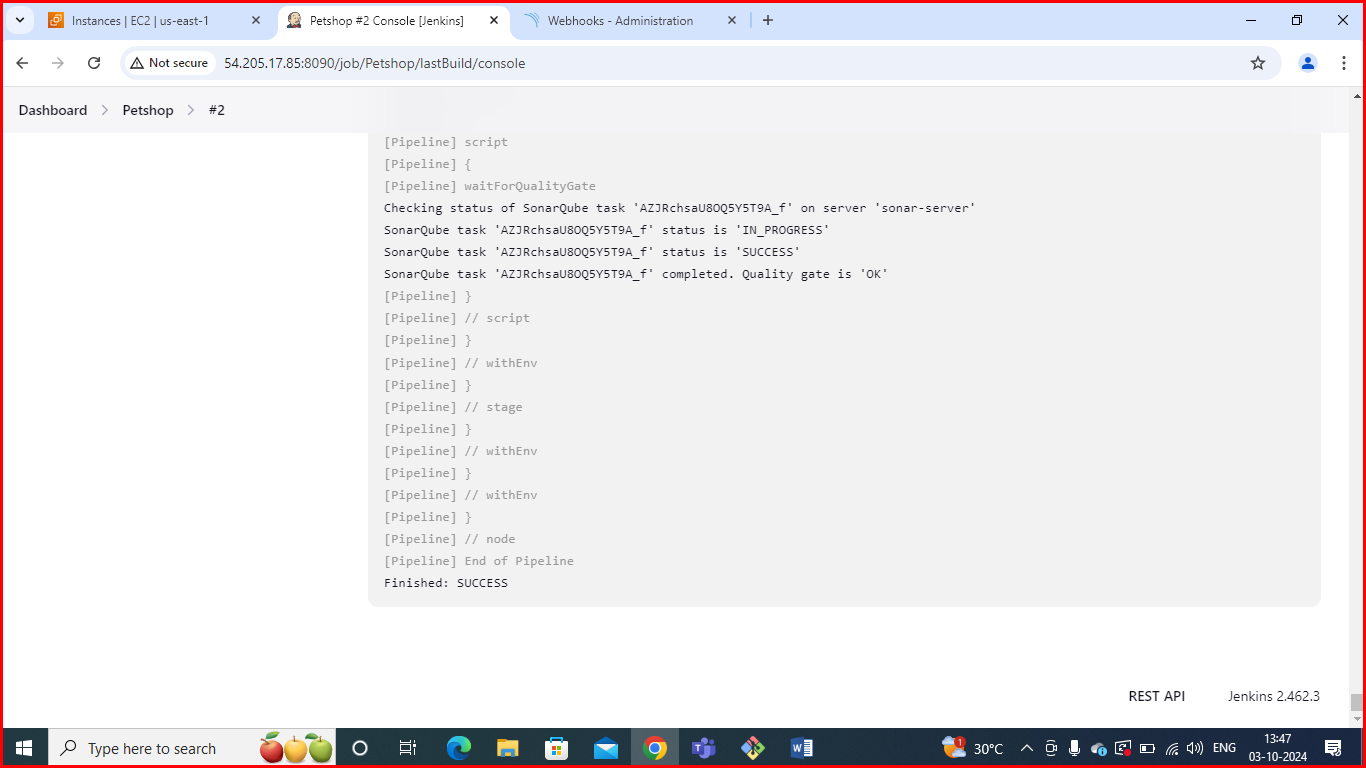 Instances | EC2 | us-east-1
Petshop #2 Console [Jenkins]
Webhooks - Administration
Not secure
54.205.17.85:8090/job/Petshop/lastBuild/console
Dashboard
Petshop
#2
[Pipeline] script
[Pipeline] {
[Pipeline] waitForQualityGate
Checking status of SonarQube task 'AZJRchsaU8OQ5Y5T9A_f' on server 'sonar-server'
SonarQube task 'AZJRchsaU8OQ5Y5T9A_f' status is 'IN_PROGRESS'
SonarQube task 'AZJRchsaU8OQ5Y5T9A_f' status is 'SUCCESS'
SonarQube task 'AZJRchsaU8OQ5Y5T9A_f' completed. Quality gate is 'OK'
[Pipeline] }
[Pipeline] // script
[Pipeline] }
[Pipeline] // withEnv
[Pipeline] }
[Pipeline] // stage
[Pipeline] }
[Pipeline] // withEnv
[Pipeline] }
[Pipeline] // withEnv
[Pipeline] }
[Pipeline] // node
[Pipeline] End of Pipeline
Finished: SUCCESS
REST API
Jenkins 2.462.3
Type here to search
1
30°C
ENG
13:47
03-10-2024